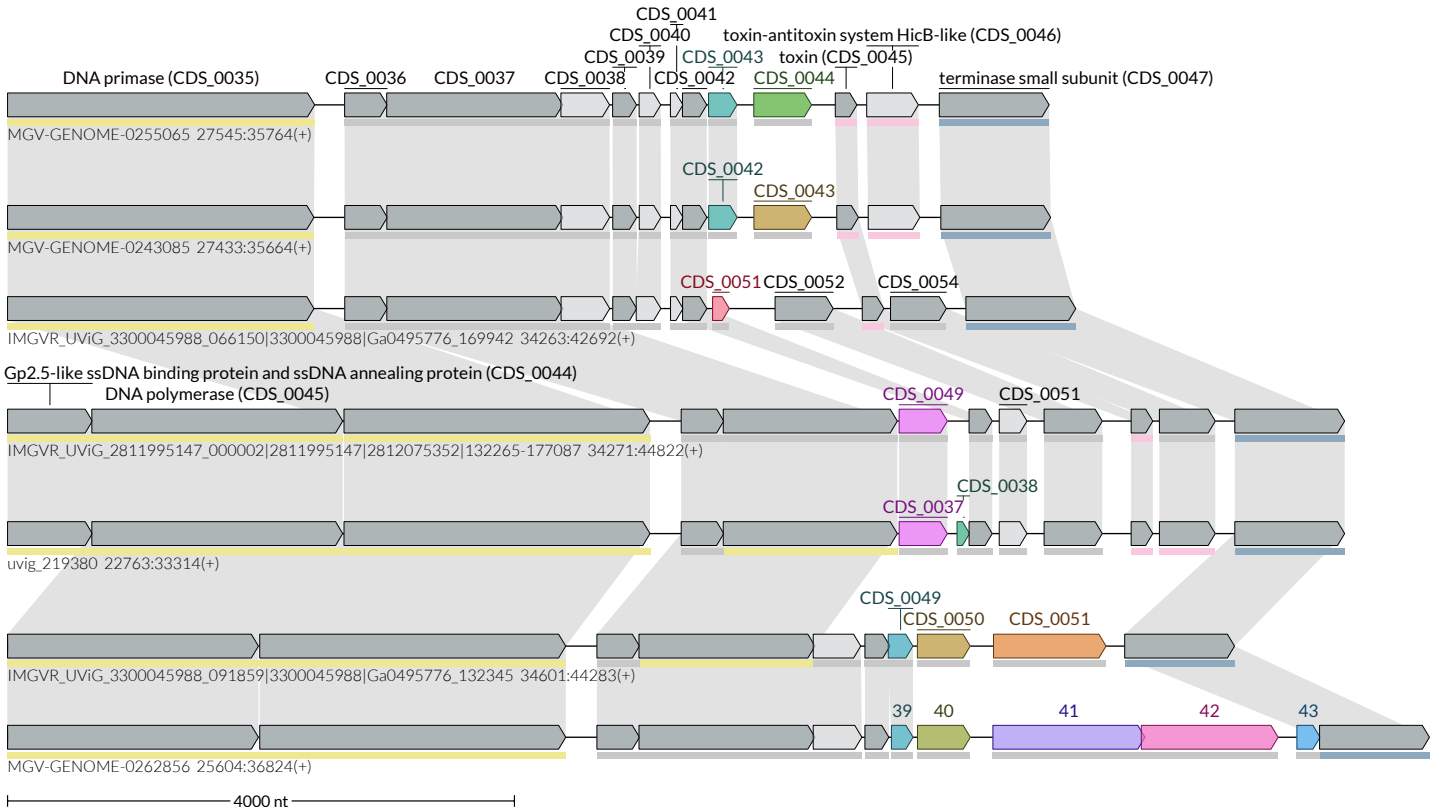 CDS_0041
CDS_0040 toxin-antitoxin system HicB-like (CDS_0046)
CDS_0039 CDS_0043 toxin (CDS_0045)
DNA primase (CDS_0035) CDS_0036 CDS_0037 CDS_0038 CDS_0042 CDS_0044 terminase small subunit (CDS_0047)
MGV-GENOME-0255065 27545:35764(+)
CDS_0042
CDS_0043
MGV-GENOME-0243085 27433:35664(+)
CDS_0051 CDS_0052 CDS_0054
IMGVR_UViG_3300045988_066150|3300045988|Ga0495776_169942 34263:42692(+)
Gp2.5-like ssDNA binding protein and ssDNA annealing protein (CDS_0044)
DNA polymerase (CDS_0045) CDS_0049 CDS_0051
IMGVR_UViG_2811995147_000002|2811995147|2812075352|132265-177087 34271:44822(+)
CDS_0038
CDS_0037
uvig_219380 22763:33314(+)
CDS_0049
CDS_0050 CDS_0051
IMGVR_UViG_3300045988_091859|3300045988|Ga0495776_132345 34601:44283(+)
39 40 41 42 43
MGV-GENOME-0262856 25604:36824(+)
4000 nt